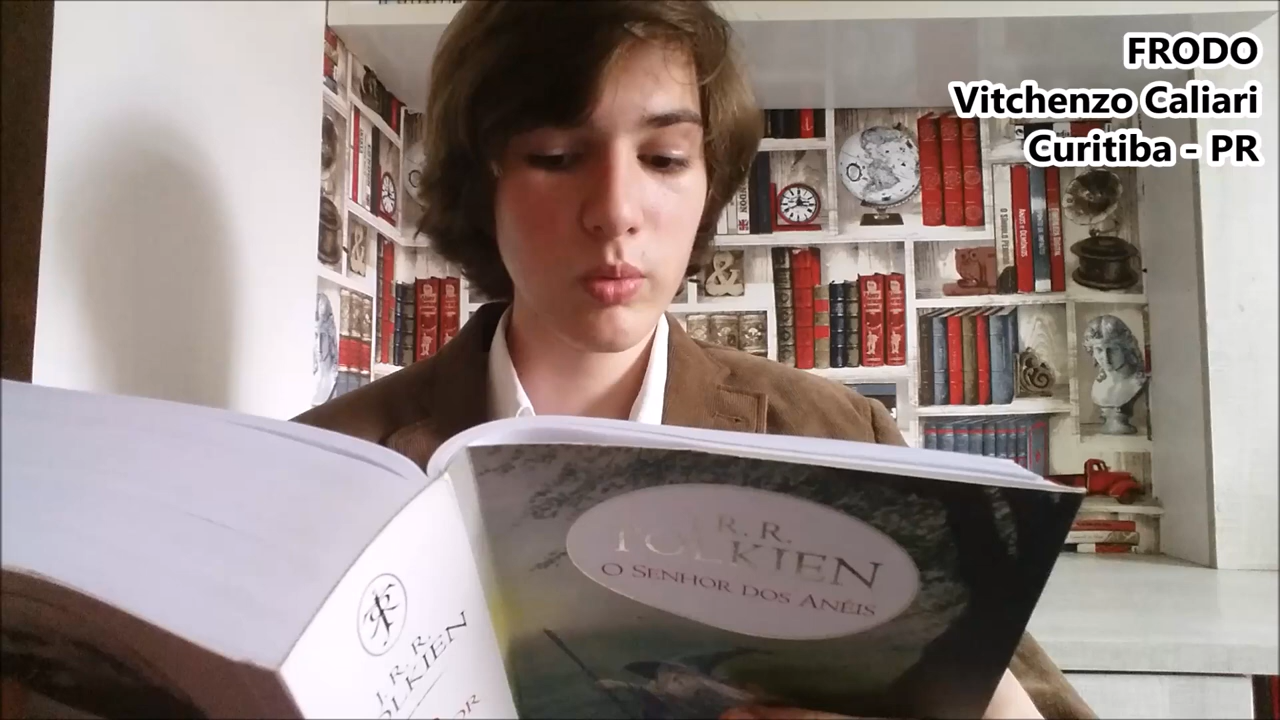 FRODO
Vitchenzo Caliari
Curitiba - PR
J.R.R.
TOLKIEN
O SENHOR DOS ANÉIS
J.R.R.
TOLKIEN